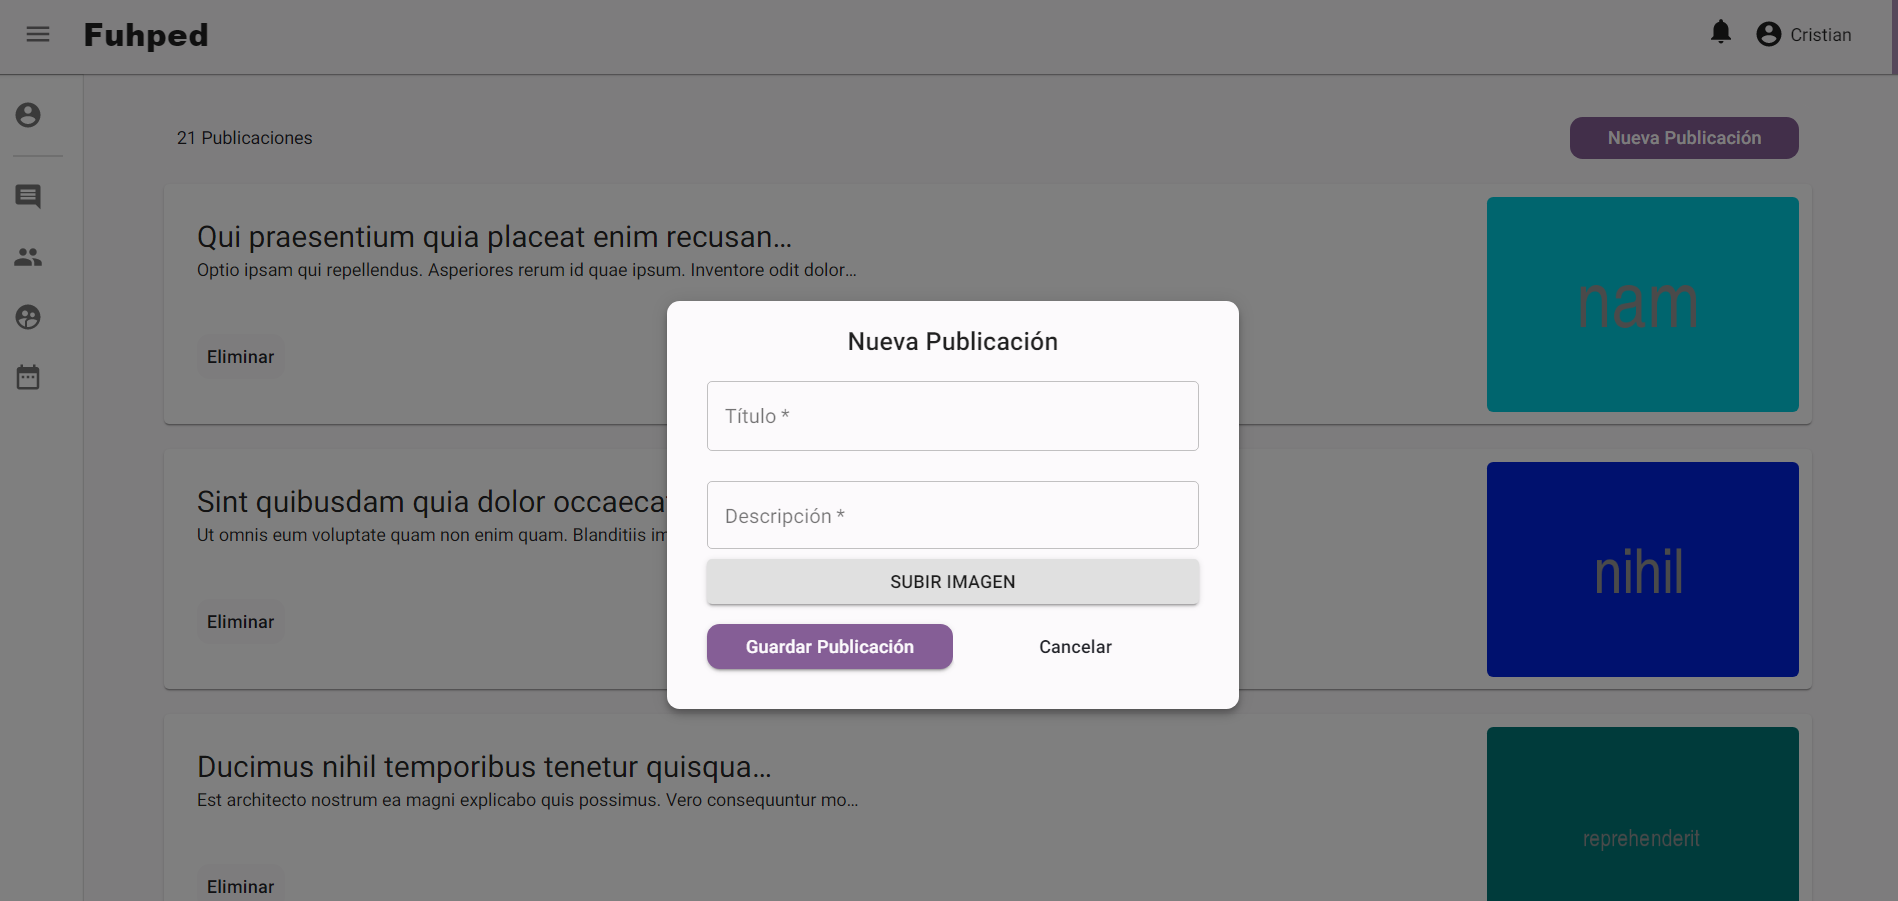 Fuhped
Cristian
21 Publicaciones
Nueva Publicación
Qui praesentium quia placeat enim recusan...
Optio ipsam qui repellendus. Asperiores rerum id quae ipsum. Inventore odit dolor...
Eliminar
nam
Nueva Publicación
Título *
Descripción *
SUBIR IMAGEN
Guardar Publicación
Cancelar
Sint quibusdam quia dolor
Ut omnis eum voluptate quam non enim quam. Blanditiis
Eliminar
nihil
Ducimus nihil temporibus tenetur quisqua...
Est architecto nostrum ea magni explicabo quis possimus. Vero consequuntur mo...
Eliminar
reprehenderit